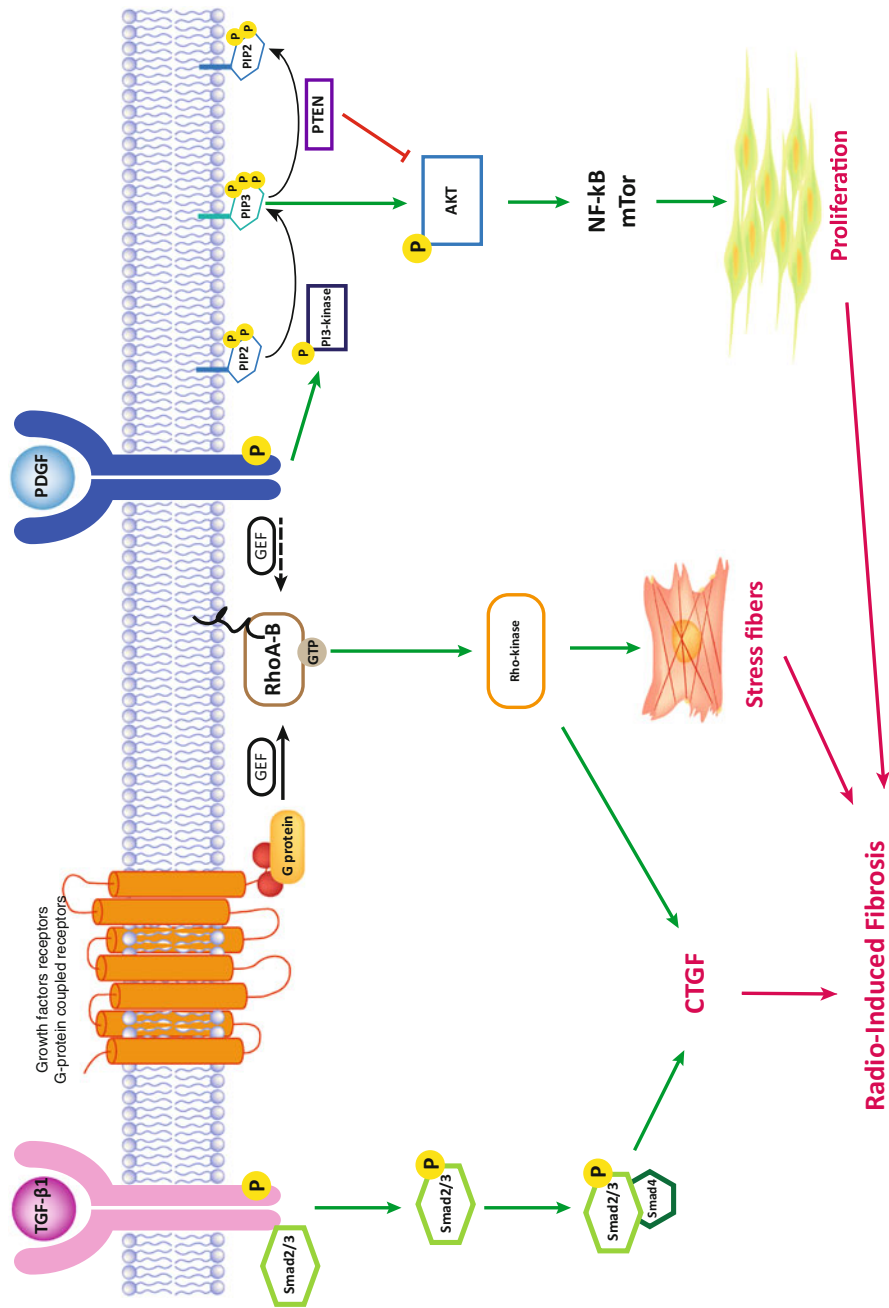 TGF-β1
P
Smad2/3
P
Smad2/3
P
Smad2/3
Smad4
Growth factors receptors
G-protein coupled receptors
G protein
GEF
RhoA-B
GTP
GEF
Rho-kinase
CTGF
Stress fibers
PDGF
P
PIP2
P
P
P
PI3-kinase
PIP3
P
P
P
PTEN
PIP2
P
P
P
AKT
NF-kB
mTor
Proliferation
Radio-Induced Fibrosis